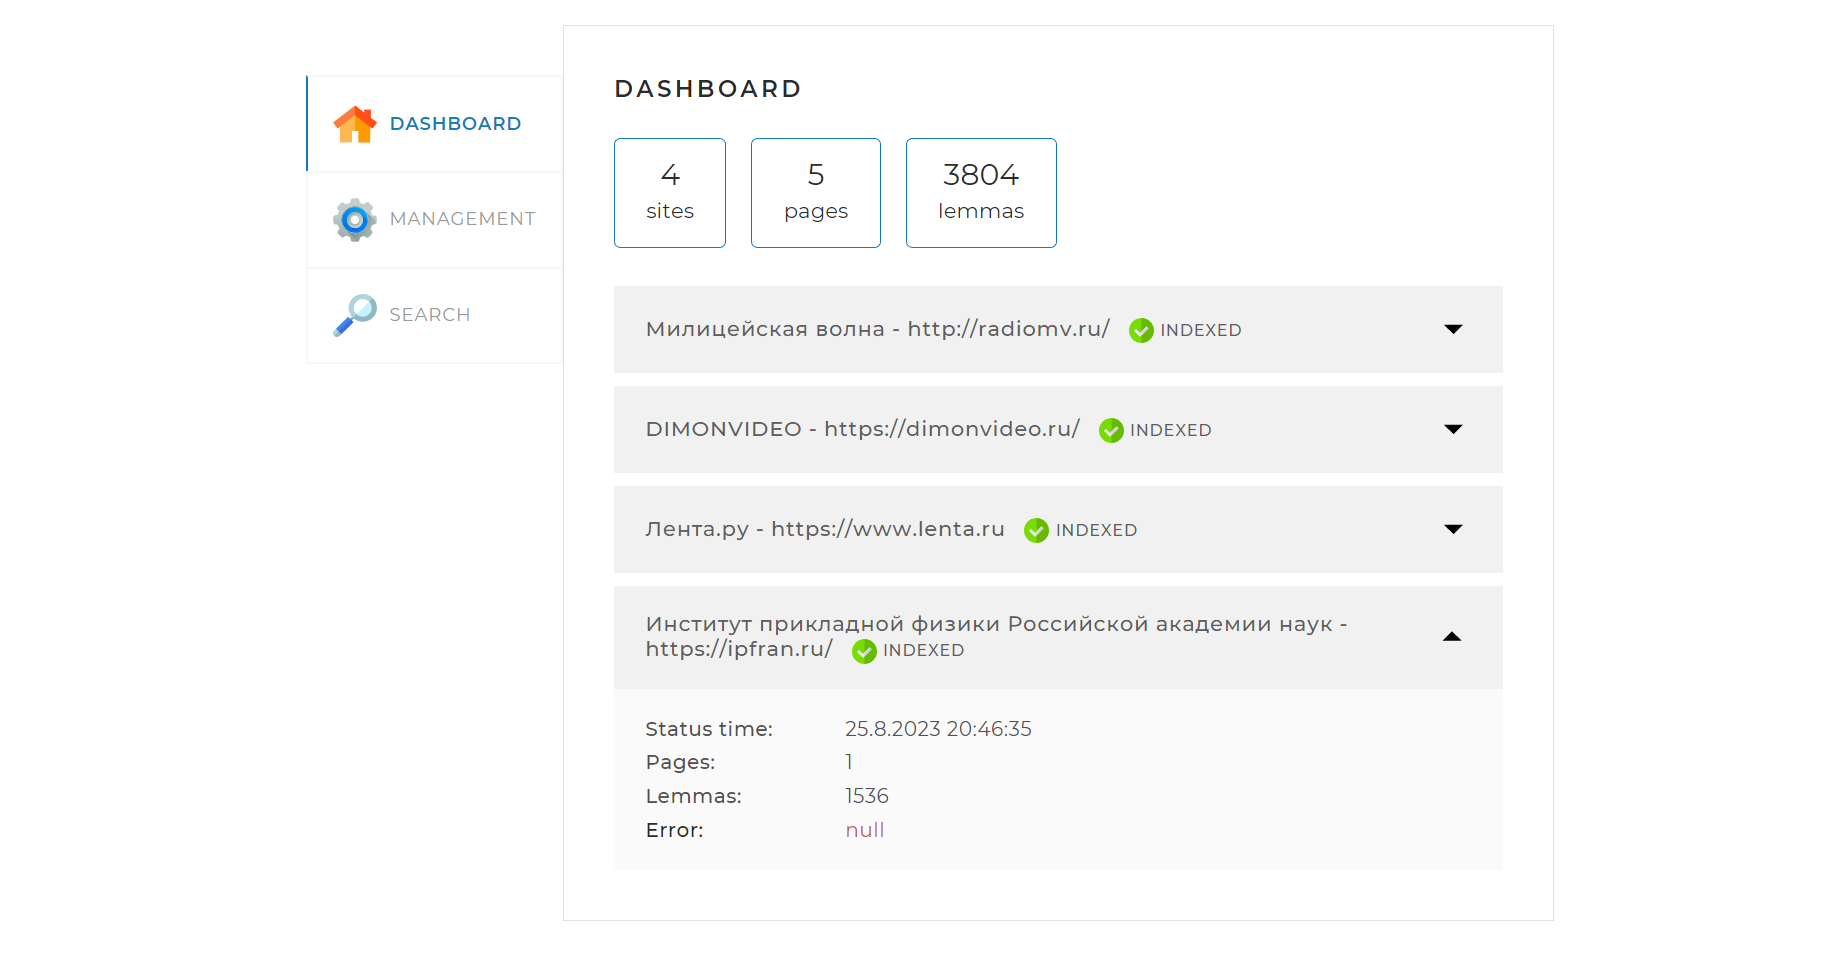 DASHBOARD
MANAGEMENT
SEARCH
DASHBOARD
4
sites
5
pages
3804
lemmas
Милицейская волна - http://radiomv.ru/ INDEXED
DIMONVIDEO - https://dimonvideo.ru/ INDEXED
Лента.ру - https://www.lenta.ru INDEXED
Институт прикладной физики Российской академии наук -
https://ipfran.ru/ INDEXED
Status time: 25.8.2023 20:46:35
Pages: 1
Lemmas: 1536
Error: null